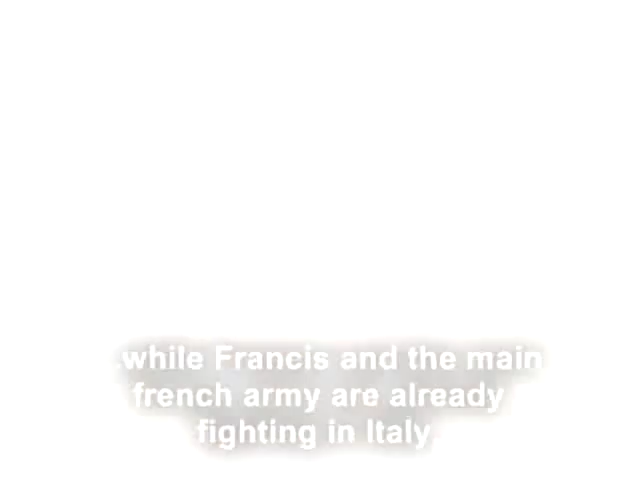 ...while Francis and the main
french army are already
fighting in Italy